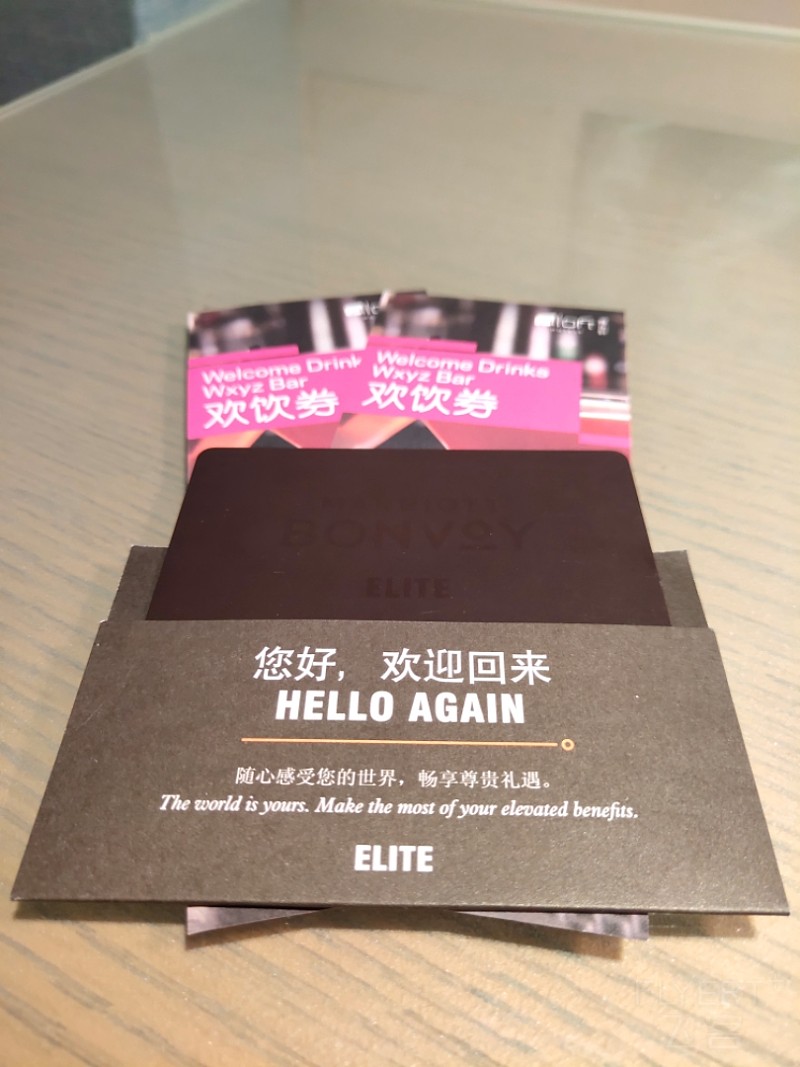 Welcome Drink
Wxyz Bar
欢饮券
aloft
Welcome Drinks
Wxyz Bar
欢饮券
BONVOY
ELITE
您好，欢迎回来
HELLO AGAIN
随心感受您的世界，畅享尊贵礼遇。
The world is yours. Make the most of your elevated benefits.
ELITE